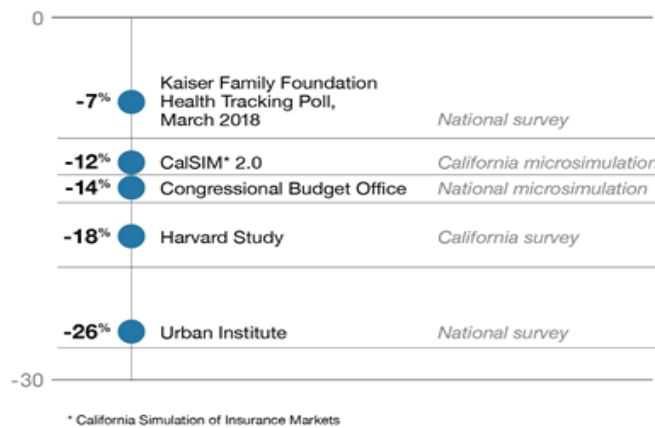 0
-7%
Kaiser Family Foundation
Health Tracking Poll,
March 2018
National survey
-12%
CalSIM* 2.0
California microsimulation
-14%
Congressional Budget Office
National microsimulation
-18%
Harvard Study
California survey
-26%
Urban Institute
National survey
-30
* California Simulation of Insurance Markets